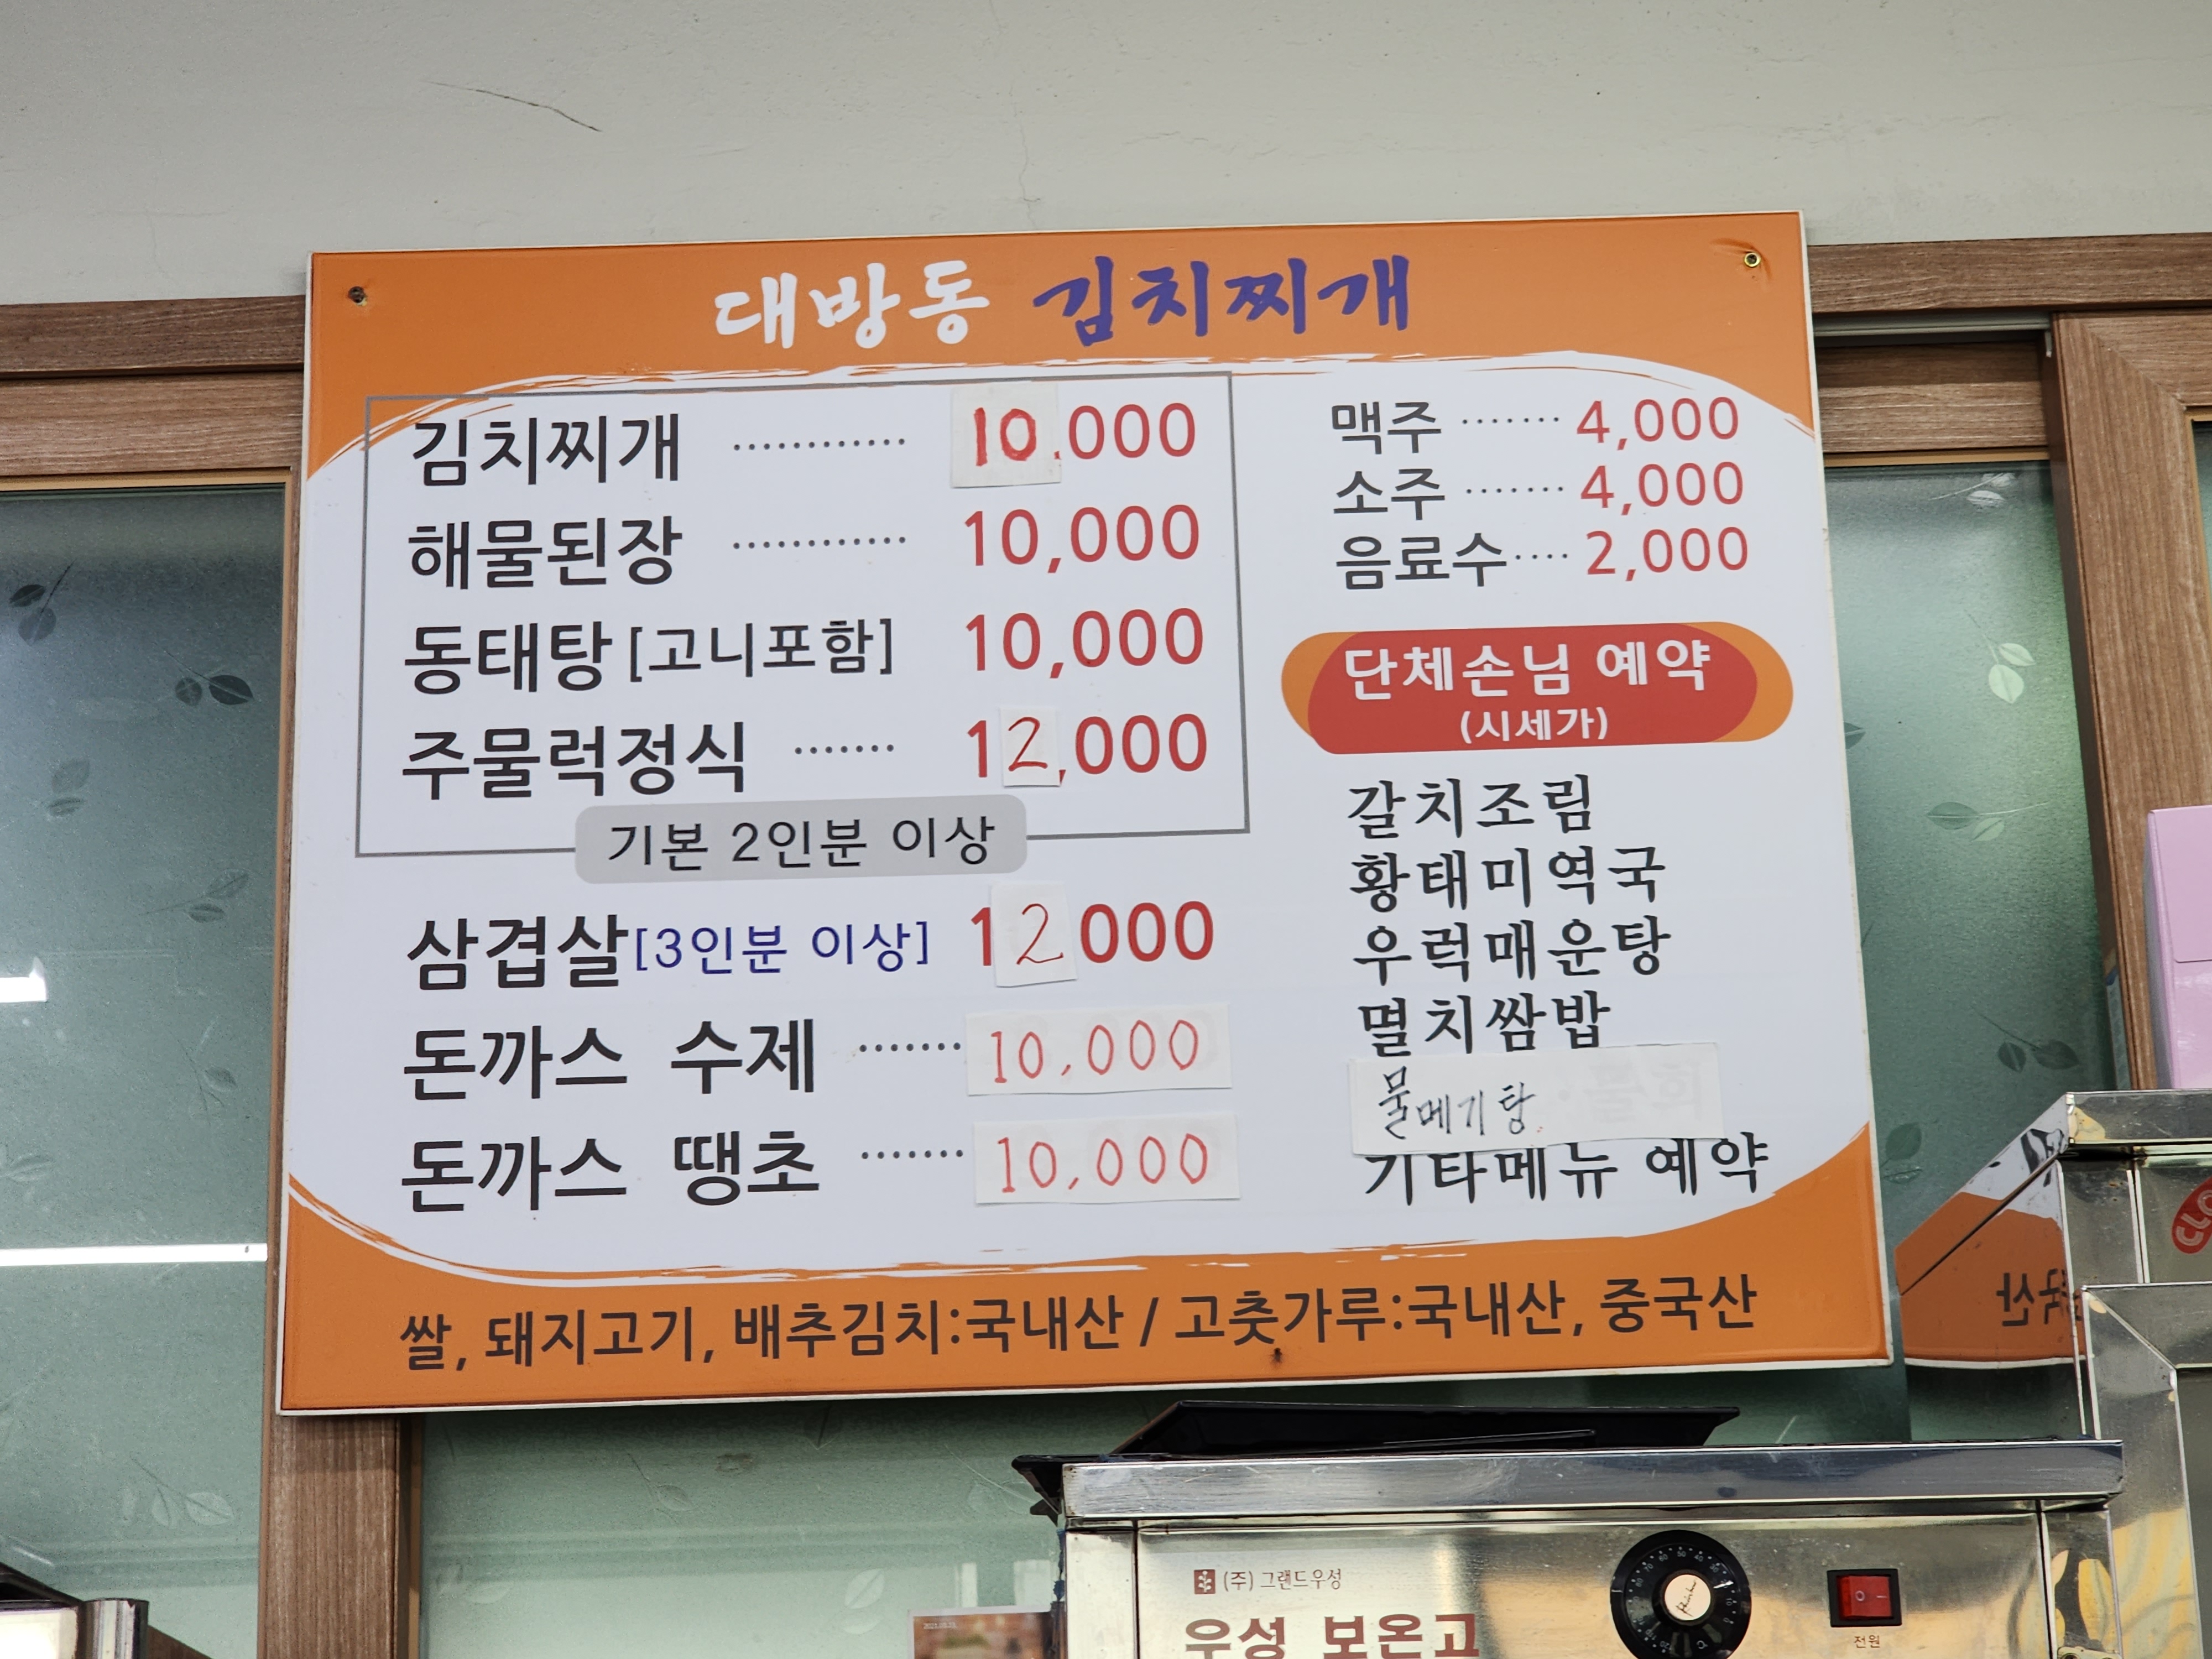 대방동 김치찌개
김치찌개 ············ 10.000
해물된장 ············ 10,000
동태탕 [고니포함] 10,000
주물럭정식 ······· 12,000
기본 2인분 이상
삼겹살[3인분 이상] 12 000
돈까스 수제 ······· 10,000
돈까스 땡초 ······· 10,000
맥주 ······· 4,000
소주 ······· 4,000
음료수 ···· 2,000
단체손님 예약
(시세가)
갈치조림
황태미역국
우럭매운탕
멸치쌈밥
물메기탕
기타메뉴 예약
쌀, 돼지고기, 배추김치:국내산 / 고춧가루:국내산, 중국산
(주) 그랜드우성
우성 보온고
전원